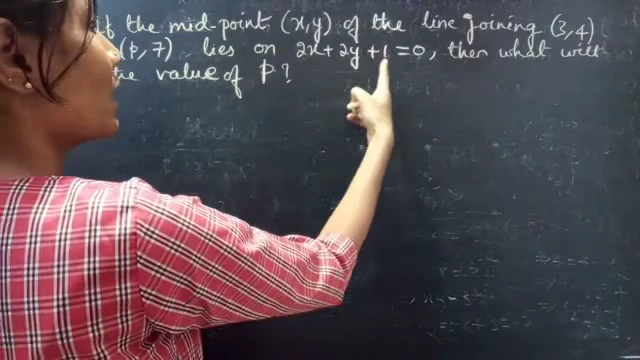 If the mid-point (x,y) of the line joining (3,4)
(p,7) lies on 2x+2y+1=0, then what will
the value of p?